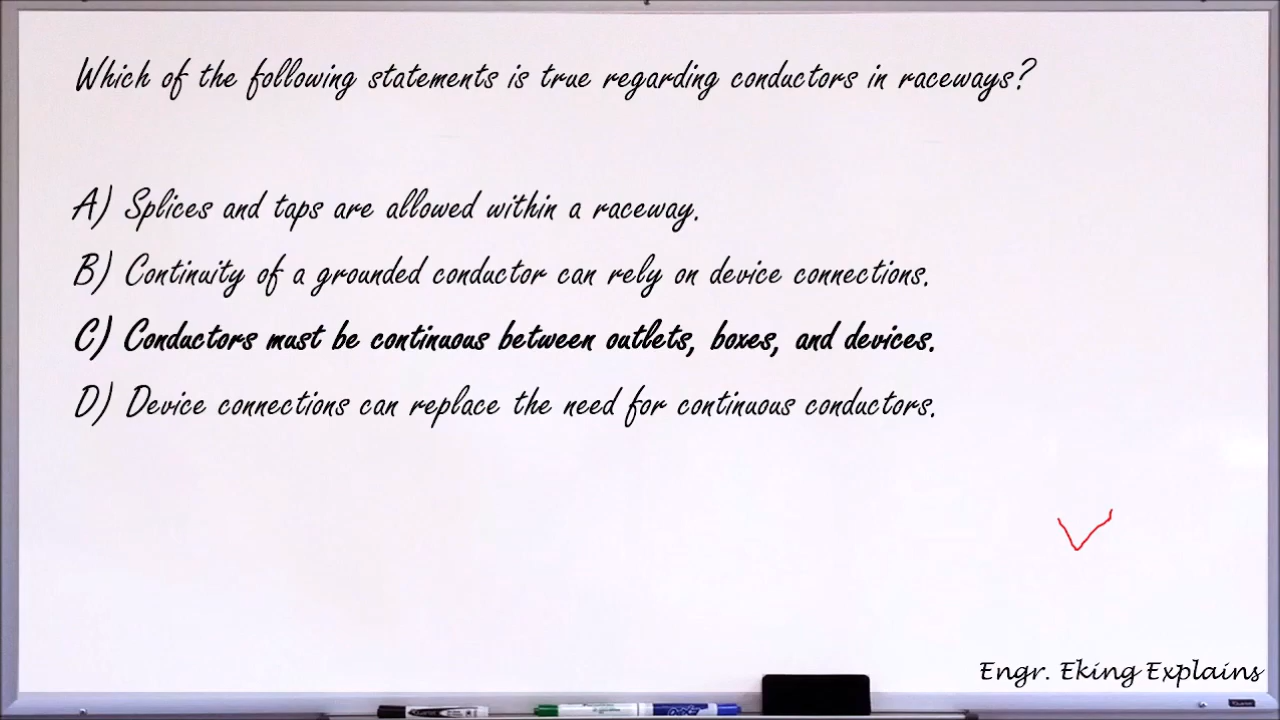 Which of the following statements is true regarding conductors in raceways?
A) Splices and taps are allowed within a raceway.
B) Continuity of a grounded conductor can rely on device connections.
C) Conductors must be continuous between outlets, boxes, and devices.
D) Device connections can replace the need for continuous conductors.
Engr. Eking Explains